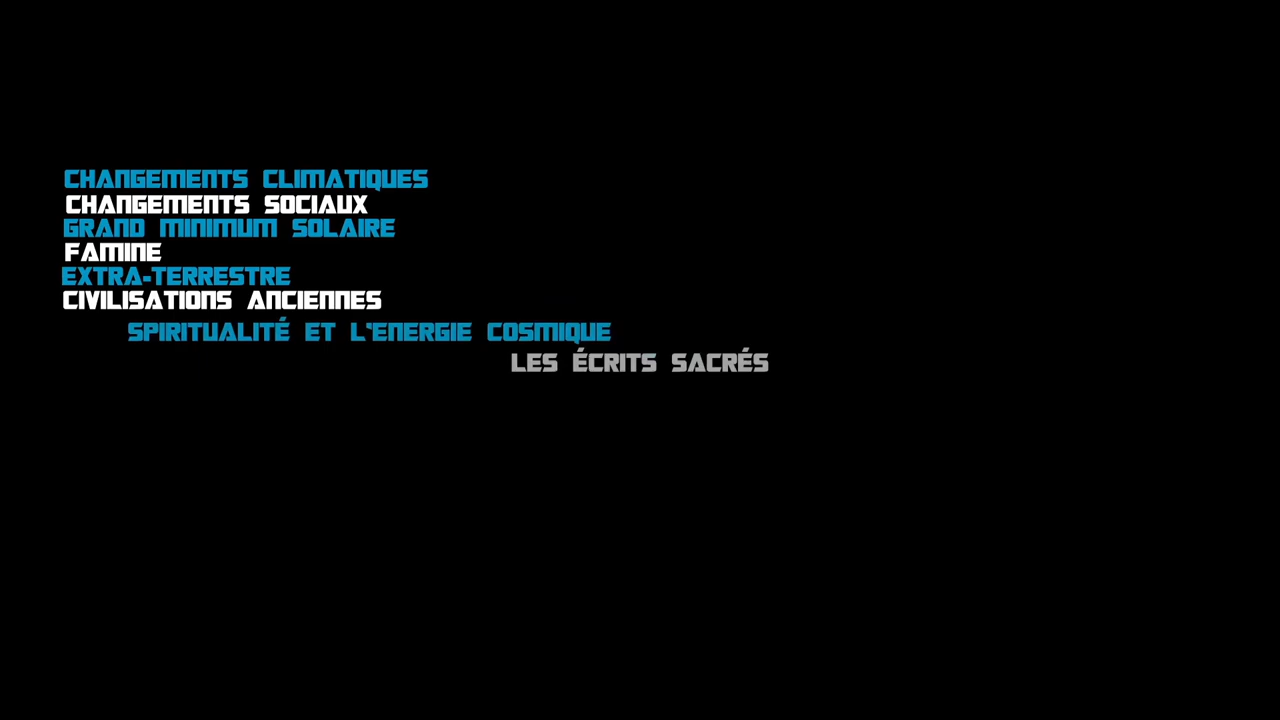 CHANGEMENTS CLIMATIQUES
CHANGEMENTS SOCIAUX
GRAND MINIMUM SOLAIRE
FAMINE
EXTRA-TERRESTRE
CIVILISATIONS ANCIENNES
SPIRITUALITÉ ET L'ENERGIE COSMIQUE
LES ÉCRITS SACRÉS